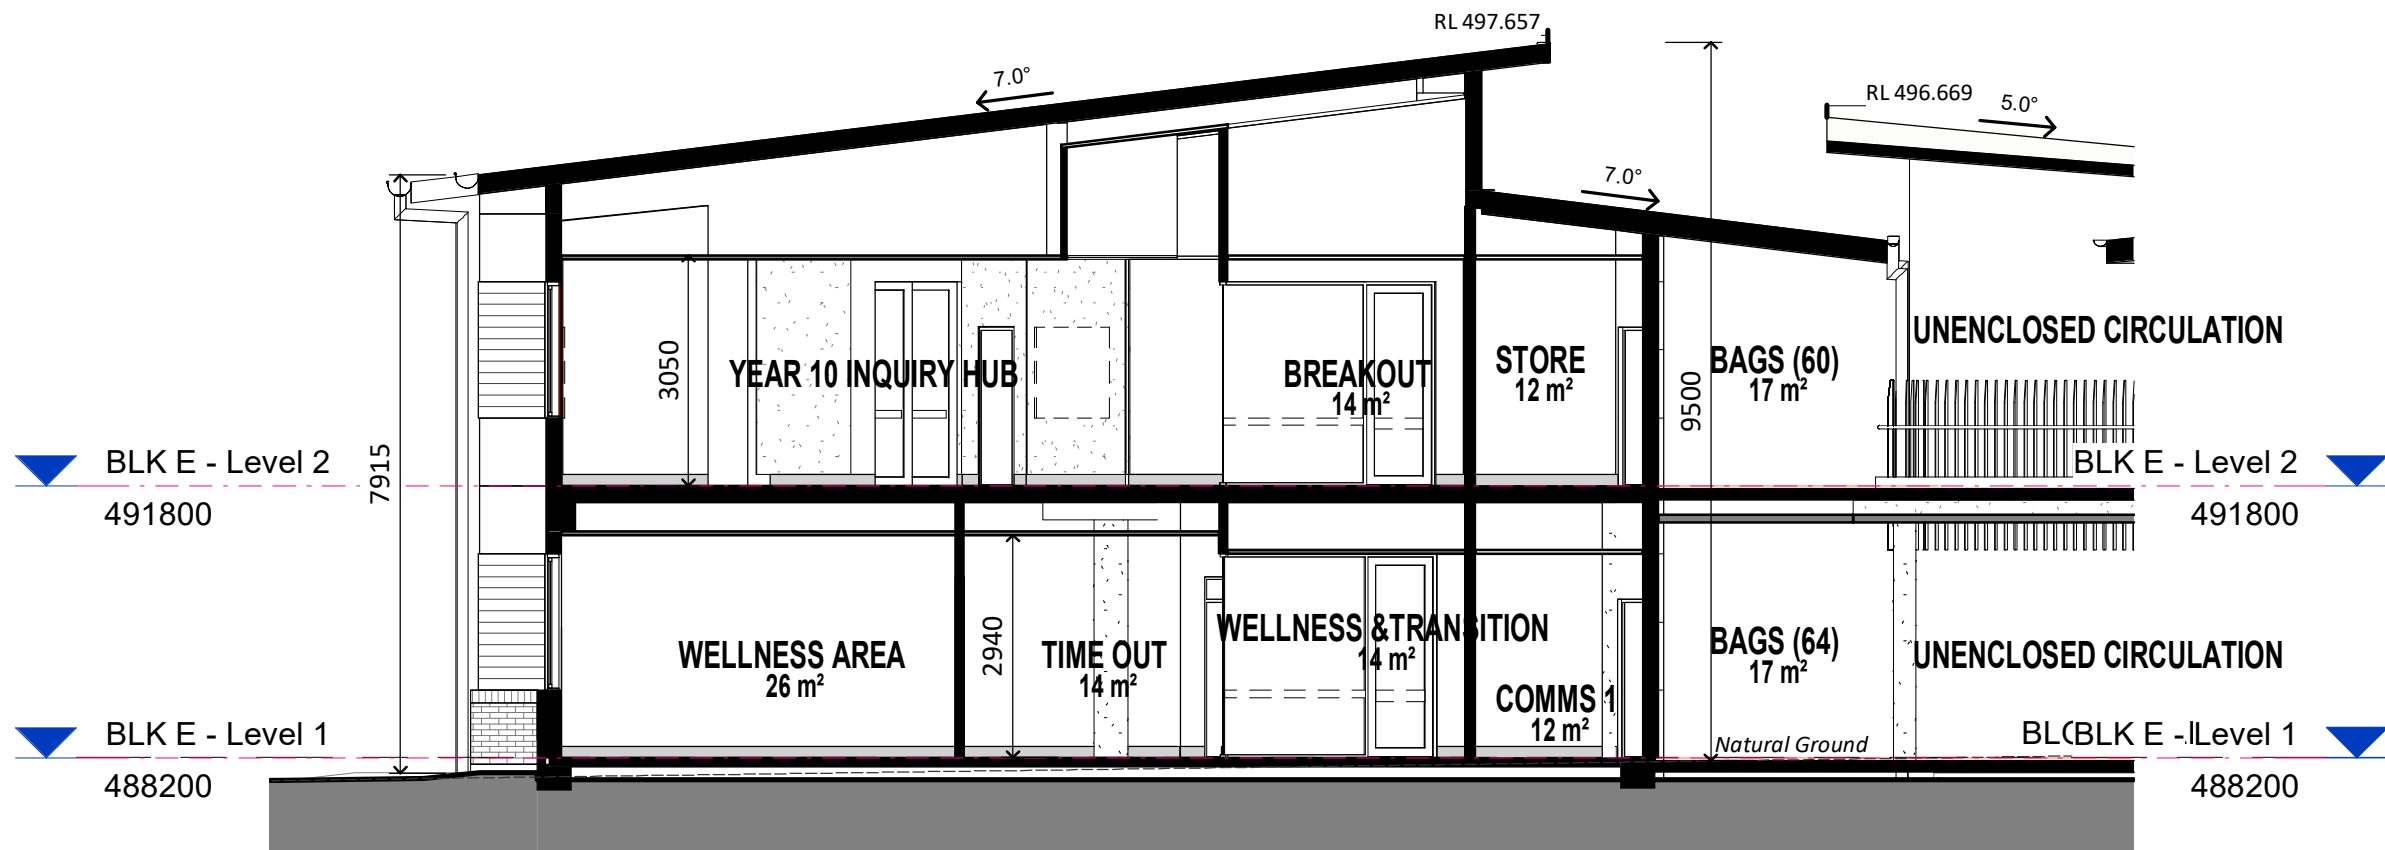 RL 497.657
7.0°
RL 496.669
5.0°
7.0°
UNENCLOSED CIRCULATION
3050
YEAR 10 INQUIRY HUB
BREAKOUT
14 m²
STORE
12 m²
9500
BAGS (60)
17 m²
7915
BLK E - Level 2
491800
BLK E - Level 2
491800
WELLNESS AREA
26 m²
2940
TIME OUT
14 m²
WELLNESS &TRANSITION
14 m²
COMMS 1
12 m²
BAGS (64)
17 m²
UNENCLOSED CIRCULATION
Natural Ground
BLK E - Level 1
488200
BLK E - Level 1
488200